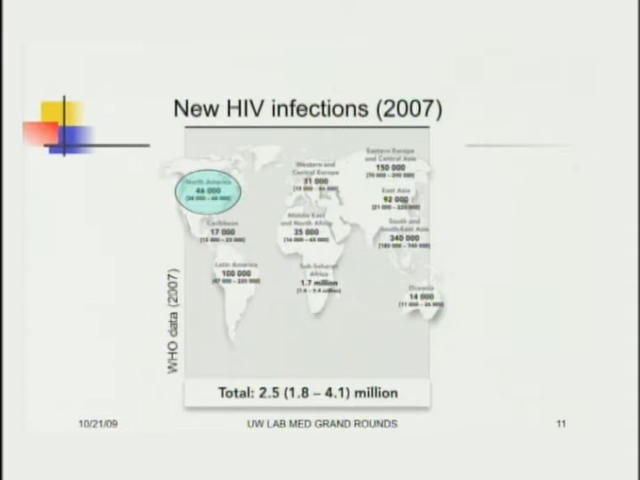 New HIV infections (2007)
Eastern Europe
and Central Asia
150 000
Western and
Central Europe
31 000
North America
46 000
East Asia
92 000
Middle East
and North Africa
35 000
Caribbean
17 000
South and
South-East Asia
340 000
Latin America
100 000
Sub-Saharan
Africa
1.7 million
Oceania
14 000
WHO data (2007)
Total: 2.5 (1.8 – 4.1) million
10/21/09
UW LAB MED GRAND ROUNDS
11